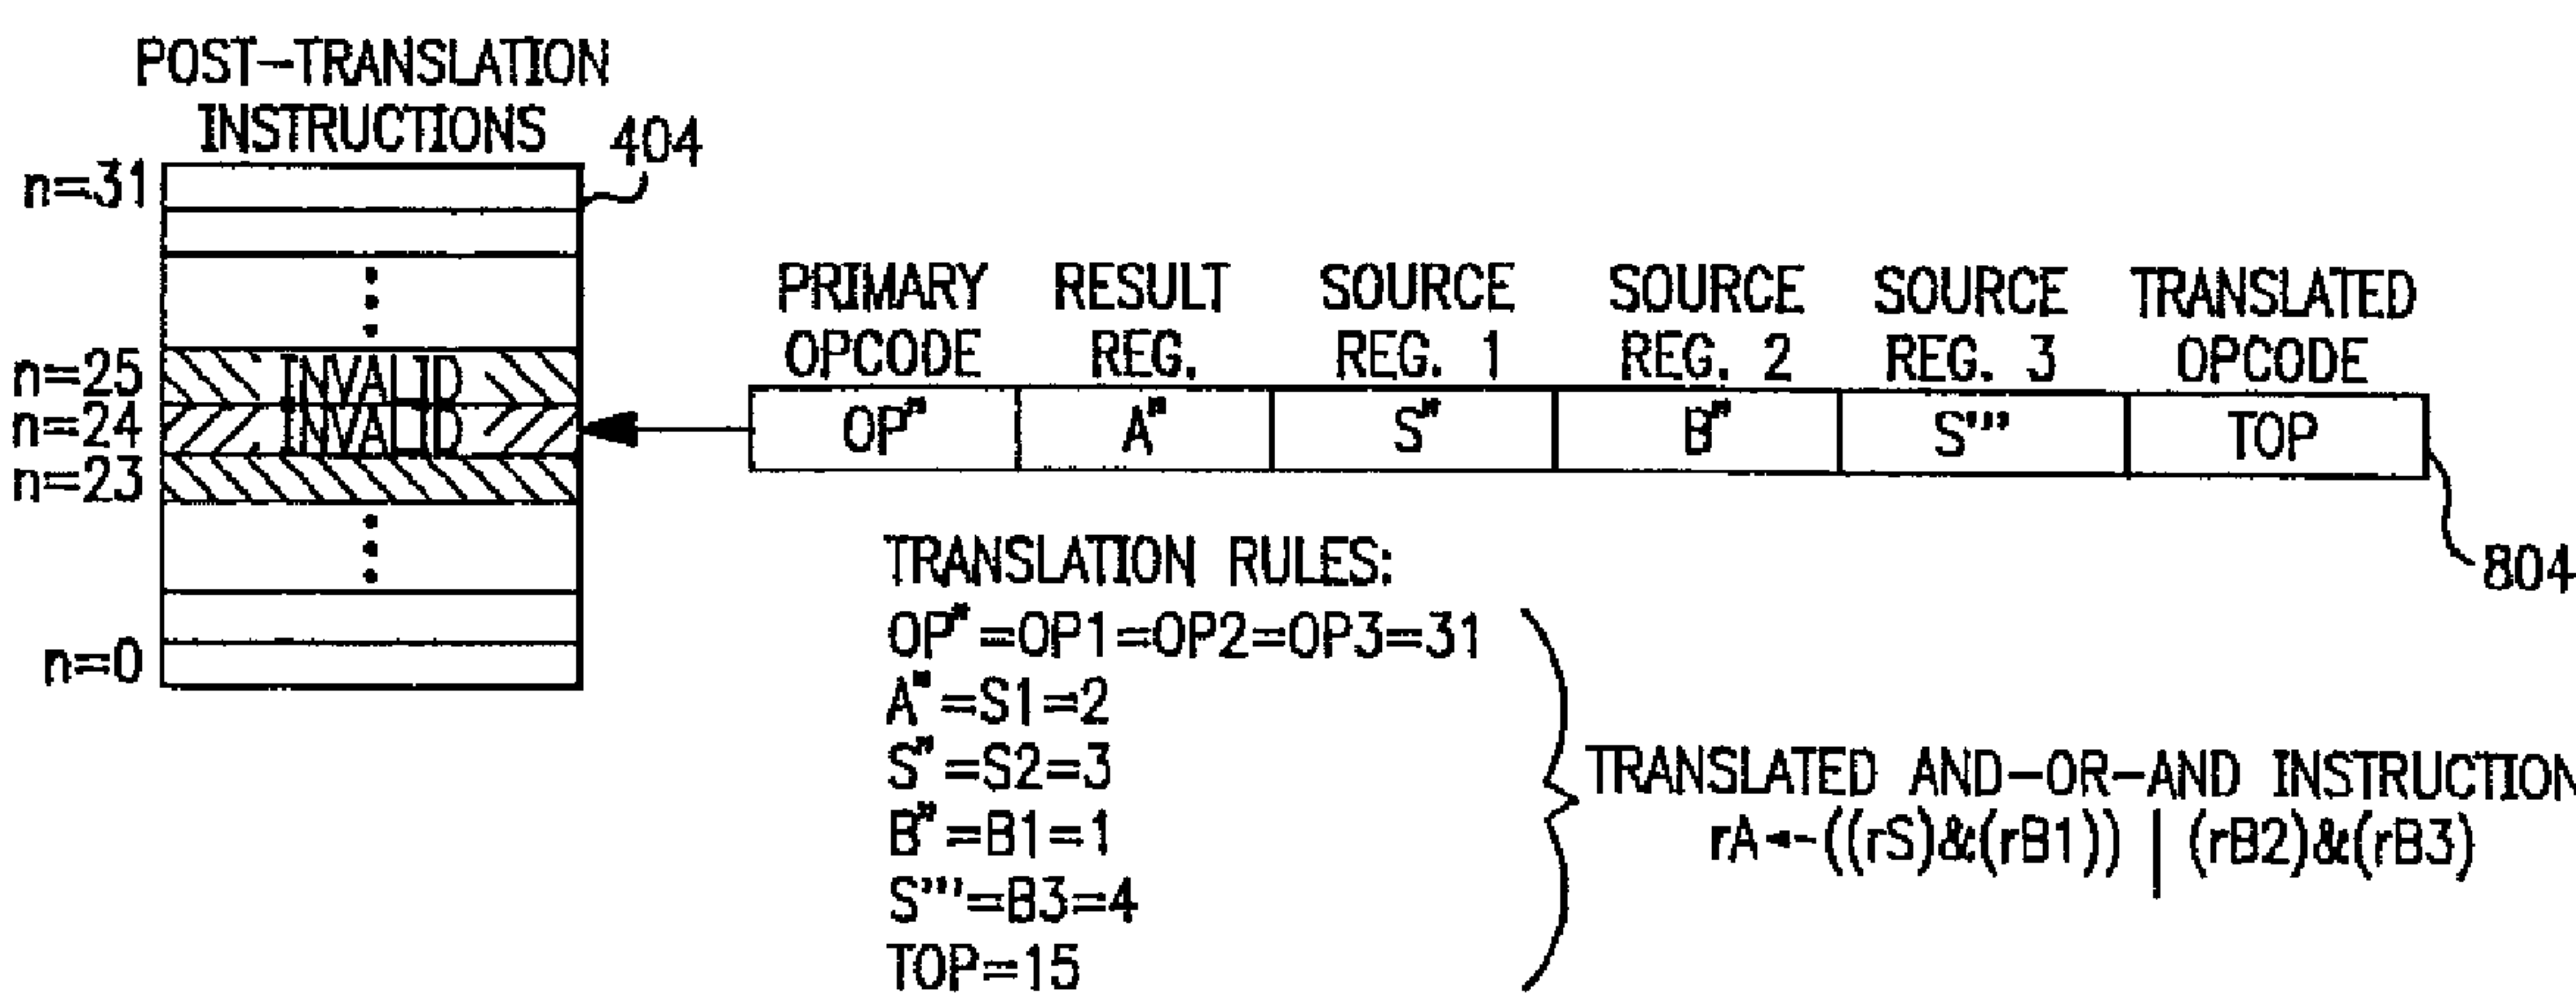 POST-TRANSLATION
INSTRUCTIONS
404
n=31
n=25 INVALID
n=24 INVALID
n=23
n=0
PRIMARY OPCODE
RESULT REG.
SOURCE REG. 1
SOURCE REG. 2
SOURCE REG. 3
TRANSLATED OPCODE
OP" A" S" B" S''' TOP
804
TRANSLATION RULES:
OP"=OP1=OP2=OP3=31
A"=S1=2
S"=S2=3
B"=B1=1
S'''=B3=4
TOP=15
TRANSLATED AND-OR-AND INSTRUCTION
rA←((rS)&(rB1)) | (rB2)&(rB3)